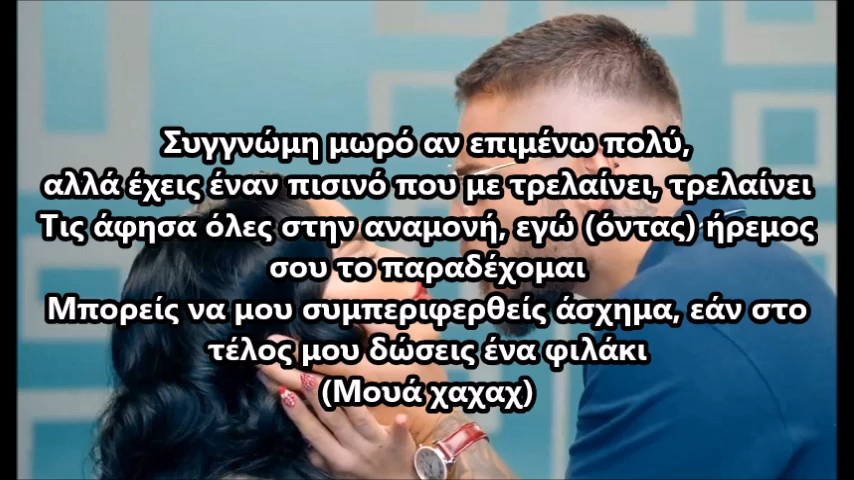 Συγγνώμη μωρό αν επιμένω πολύ,
αλλά έχεις έναν πισινό που με τρελαίνει, τρελαίνει
Τις άφησα όλες στην αναμονή, εγώ (όντας) ήρεμος
σου το παραδέχομαι
Μπορείς να μου συμπεριφερθείς άσχημα, εάν στο
τέλος μου δώσεις ένα φιλάκι
(Μουά χαχαχ)